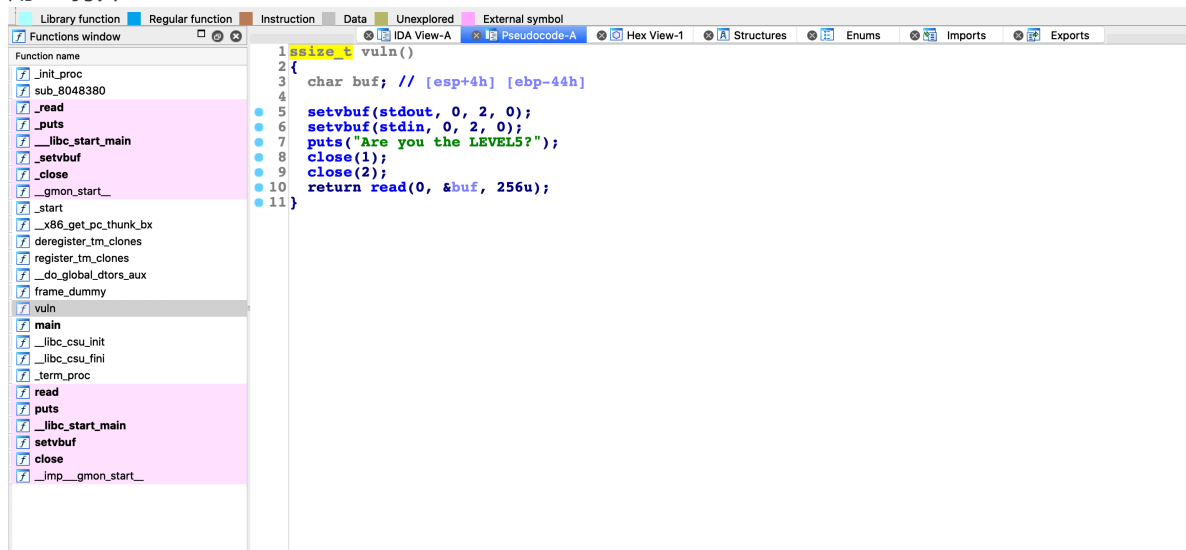 Library function Regular function Instruction Data Unexplored External symbol
Functions window
IDA View-A Pseudocode-A Hex View-1 Structures Enums Imports Exports
Function name
_init_proc
sub_8048380
_read
_puts
___libc_start_main
_setvbuf
_close
__gmon_start__
_start
__x86_get_pc_thunk_bx
deregister_tm_clones
register_tm_clones
__do_global_dtors_aux
frame_dummy
vuln
main
__libc_csu_init
__libc_csu_fini
_term_proc
read
puts
__libc_start_main
setvbuf
close
__imp___gmon_start__
1 ssize_t vuln()
2 {
3 char buf; // [esp+4h] [ebp-44h]
4
5 setvbuf(stdout, 0, 2, 0);
6 setvbuf(stdin, 0, 2, 0);
7 puts("Are you the LEVEL5?");
8 close(1);
9 close(2);
10 return read(0, &buf, 256u);
11 }